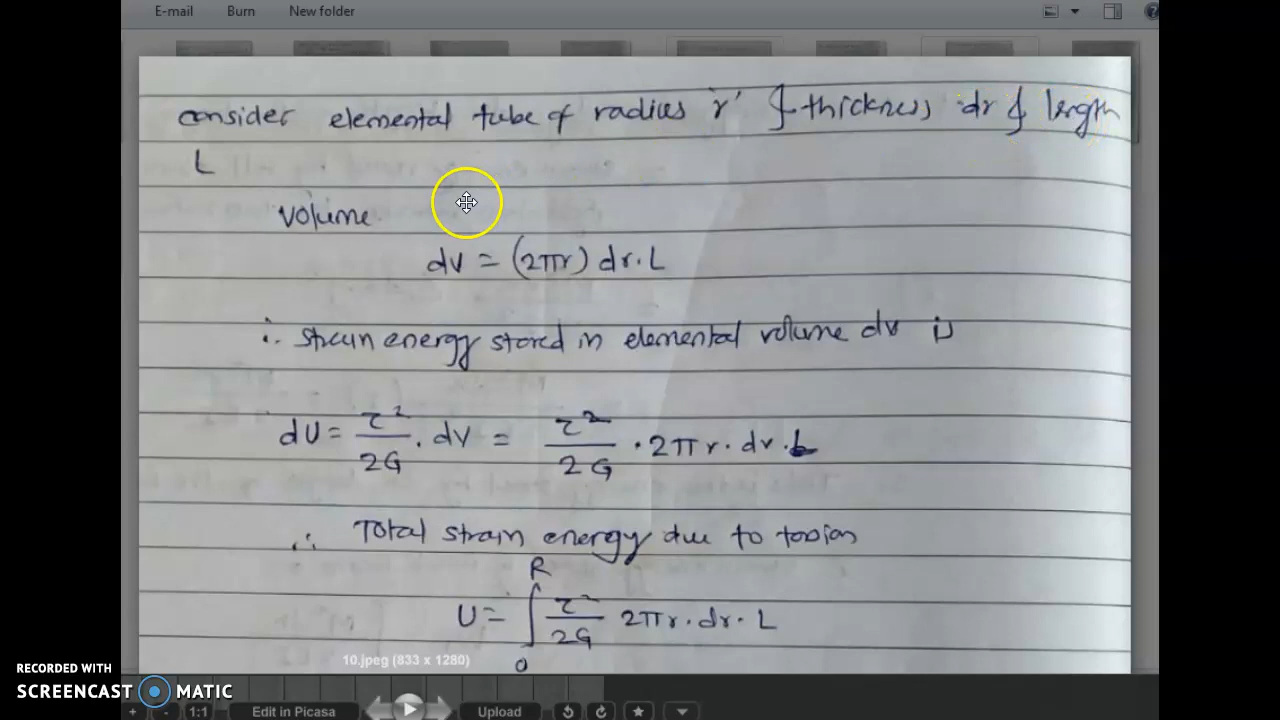 E-mail Burn New folder
consider elemental tube of radius 'r' & thickness dr & length
L
Volume
dv = (2πr) dr. L
∴ strain energy stored in elemental volume dv is
dU = τ²/2G . dV = τ²/2G . 2πr. dr. L
∴ Total strain energy due to torsion
U = ∫₀ᴿ τ²/2G 2πr. dr. L
10.jpeg (833 x 1280)
RECORDED WITH
SCREENCAST MATIC
+ - 1:1 Edit in Picasa Upload